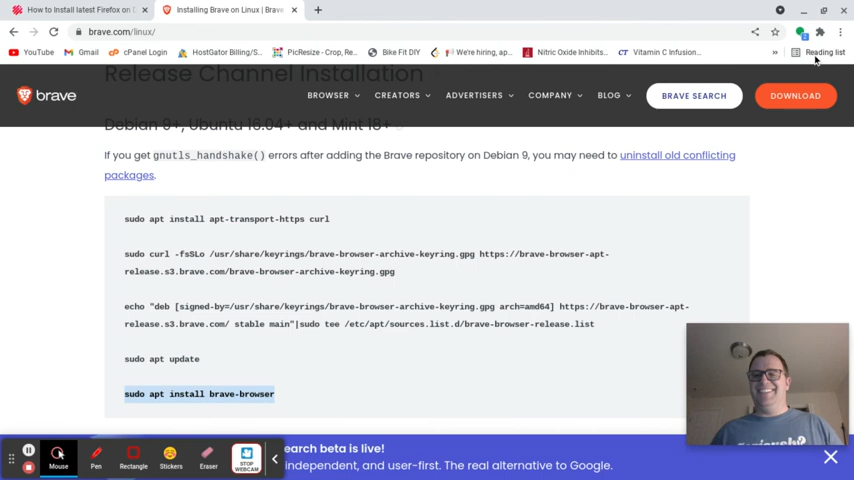 How to Install latest Firefox on D
Installing Brave on Linux | Brave
brave.com/linux/
YouTube
Gmail
cPanel Login
HostGator Billing/S...
PicResize - Crop, Re...
Bike Fit DIY
We're hiring, ap...
Nitric Oxide Inhibits...
CT Vitamin C Infusion...
»
Reading list
Release Channel Installation
brave
BROWSER
CREATORS
ADVERTISERS
COMPANY
BLOG
BRAVE SEARCH
DOWNLOAD
Debian 9+, Ubuntu 16.04+ and Mint 18+
If you get gnutls_handshake() errors after adding the Brave repository on Debian 9, you may need to uninstall old conflicting
packages.
sudo apt install apt-transport-https curl
sudo curl -fsSLo /usr/share/keyrings/brave-browser-archive-keyring.gpg https://brave-browser-apt-
release.s3.brave.com/brave-browser-archive-keyring.gpg
echo "deb [signed-by=/usr/share/keyrings/brave-browser-archive-keyring.gpg arch=amd64] https://brave-browser-apt-
release.s3.brave.com/ stable main"|sudo tee /etc/apt/sources.list.d/brave-browser-release.list
sudo apt update
sudo apt install brave-browser
earch beta is live!
independent, and user-first. The real alternative to Google.
Mouse
Pen
Rectangle
Stickers
Eraser
STOP
WEBCAM